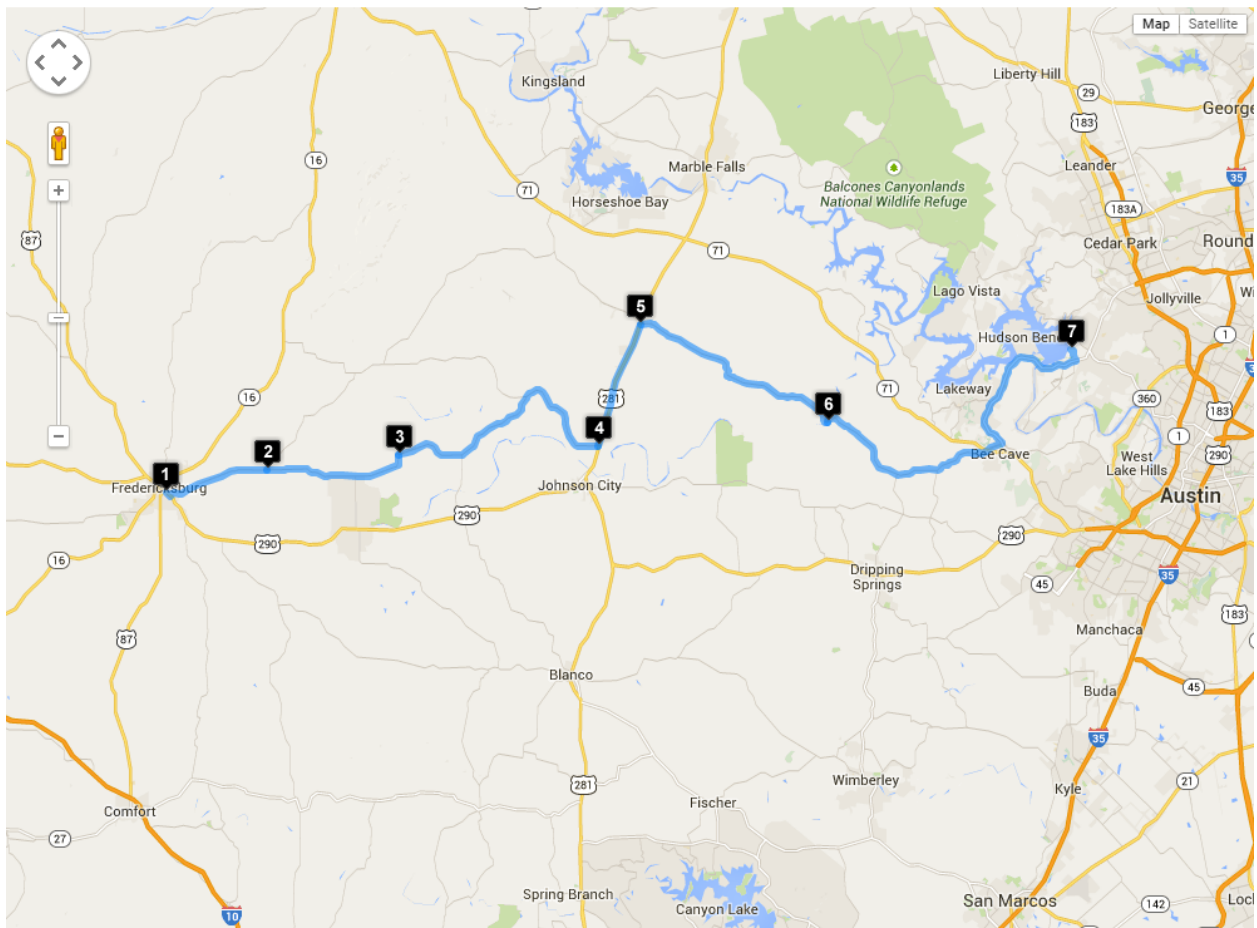 Map
Satellite
Kingsland
Liberty Hill
29
183
George
Leander
16
71
Marble Falls
35
Balcones Canyonlands
National Wildlife Refuge
Horseshoe Bay
183A
87
Cedar Park
Round
71
Lago Vista
Jollyville
Wi
5
7
Hudson Ben
1
35
Lakeway
71
16
281
360
183
6
4
3
1
2
290
Bee Cave
West
Lake Hills
1
Fredericksburg
Johnson City
Austin
290
290
290
16
Dripping
Springs
45
35
183
Manchaca
87
Blanco
45
Buda
35
Wimberley
281
21
Fischer
Kyle
Comfort
27
Spring Branch
San Marcos
142
Lock
10
Canyon Lake